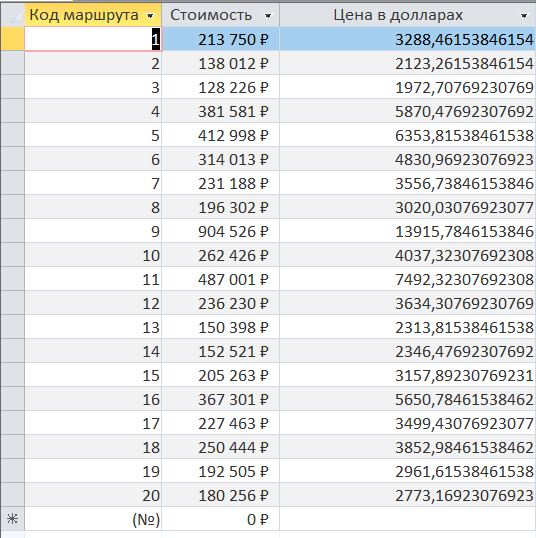 Код маршрута Стоимость Цена в долларах
1 213 750 ₽ 3288,46153846154
2 138 012 ₽ 2123,26153846154
3 128 226 ₽ 1972,70769230769
4 381 581 ₽ 5870,47692307692
5 412 998 ₽ 6353,81538461538
6 314 013 ₽ 4830,96923076923
7 231 188 ₽ 3556,73846153846
8 196 302 ₽ 3020,03076923077
9 904 526 ₽ 13915,7846153846
10 262 426 ₽ 4037,32307692308
11 487 001 ₽ 7492,32307692308
12 236 230 ₽ 3634,30769230769
13 150 398 ₽ 2313,81538461538
14 152 521 ₽ 2346,47692307692
15 205 263 ₽ 3157,89230769231
16 367 301 ₽ 5650,78461538462
17 227 463 ₽ 3499,43076923077
18 250 444 ₽ 3852,98461538462
19 192 505 ₽ 2961,61538461538
20 180 256 ₽ 2773,16923076923
(№) 0 ₽